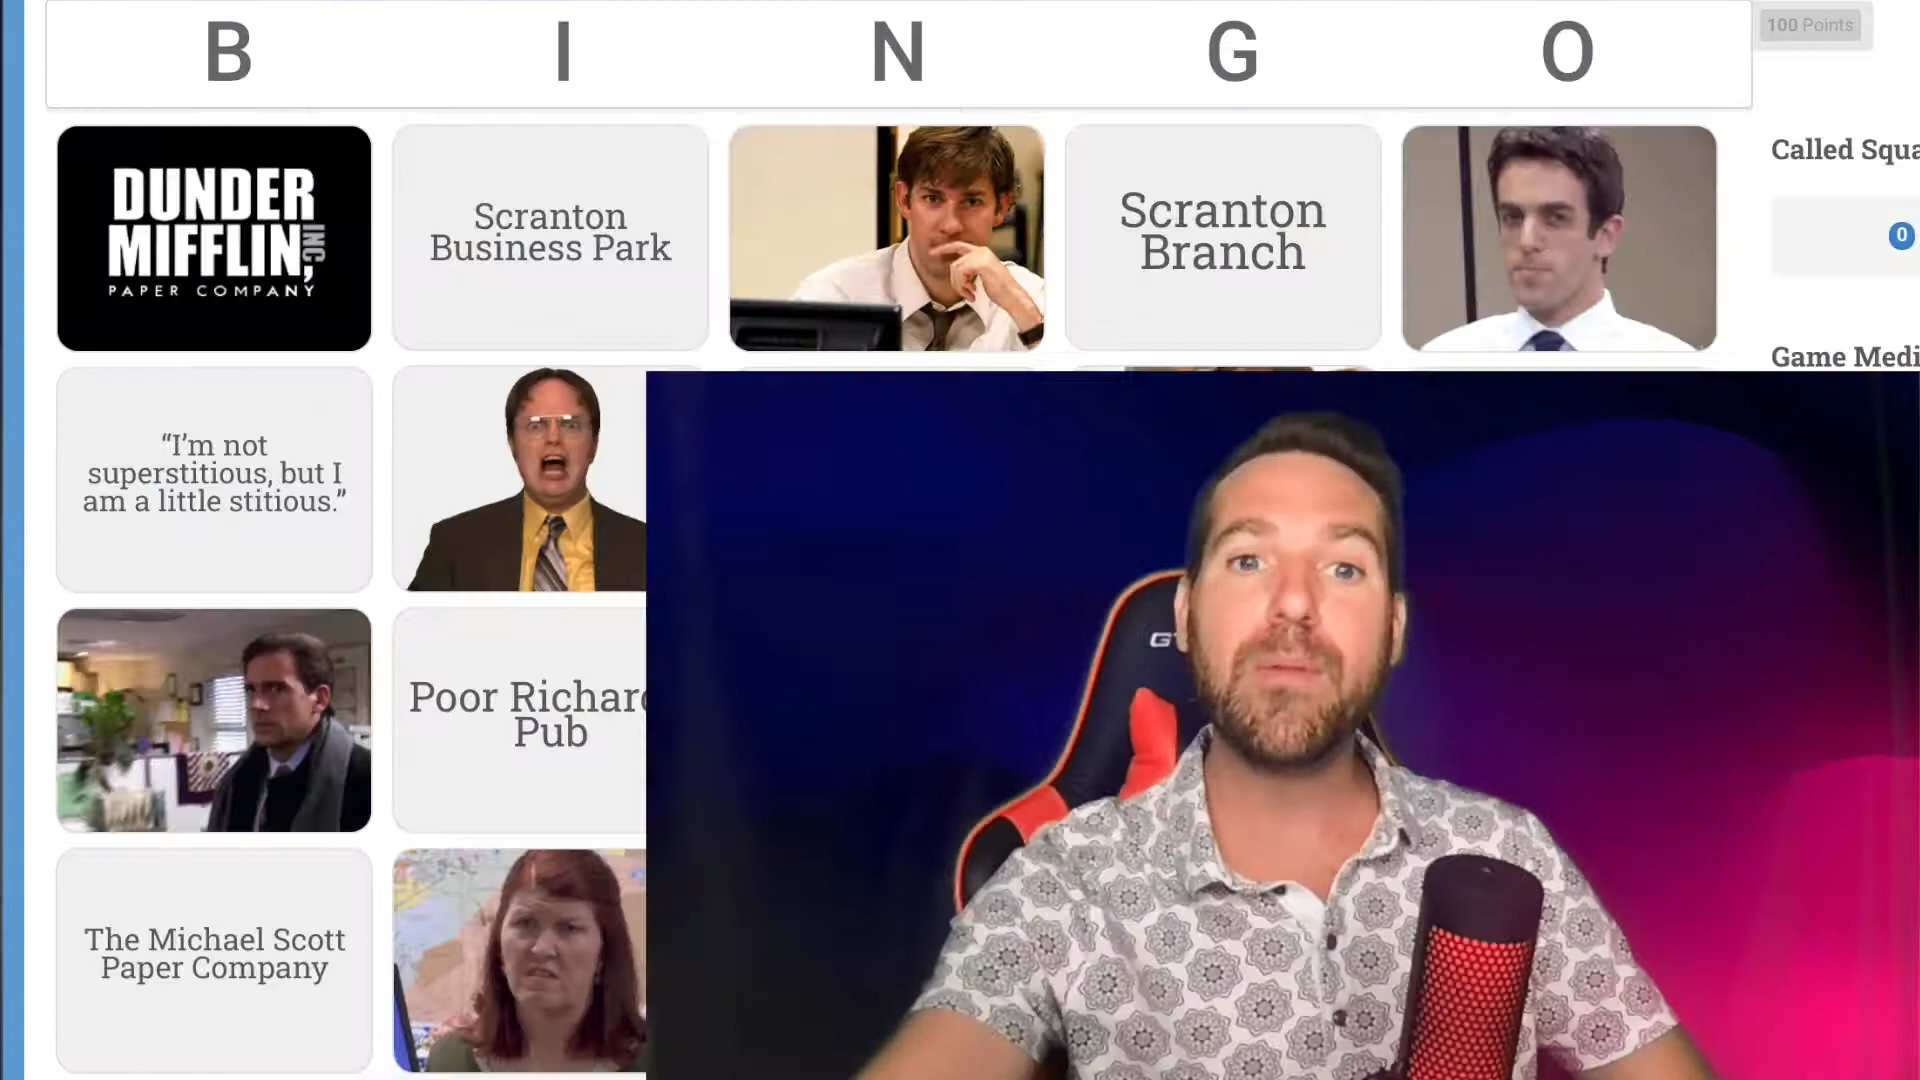 B I N G O
100 Points
DUNDER
MIFFLIN,
INC
PAPER COMPANY
Scranton
Business Park
Scranton
Branch
Called Squa
0
Game Medi
“I’m not
superstitious, but I
am a little stitious.”
Poor Richard
Pub
The Michael Scott
Paper Company